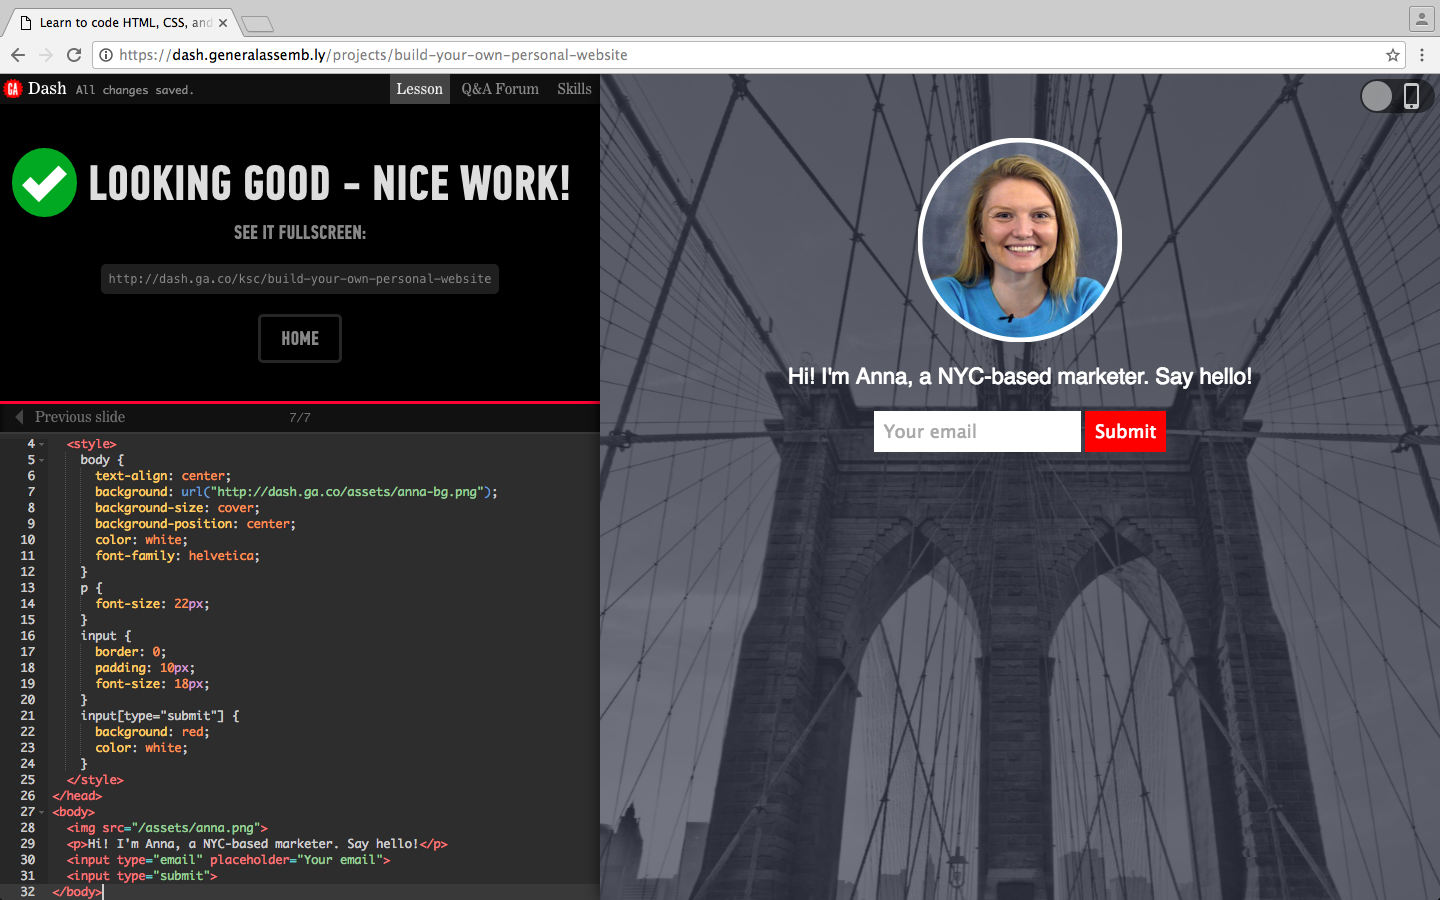 Learn to code HTML, CSS, and
https://dash.generalassemb.ly/projects/build-your-own-personal-website
GA Dash All changes saved. Lesson Q&A Forum Skills
LOOKING GOOD - NICE WORK!
SEE IT FULLSCREEN:
http://dash.ga.co/ksc/build-your-own-personal-website
HOME
Previous slide 7/7
4 <style>
5 body {
6 text-align: center;
7 background: url("http://dash.ga.co/assets/anna-bg.png");
8 background-size: cover;
9 background-position: center;
10 color: white;
11 font-family: helvetica;
12 }
13 p {
14 font-size: 22px;
15 }
16 input {
17 border: 0;
18 padding: 10px;
19 font-size: 18px;
20 }
21 input[type="submit"] {
22 background: red;
23 color: white;
24 }
25 </style>
26 </head>
27 <body>
28 <img src="/assets/anna.png">
29 <p>Hi! I'm Anna, a NYC-based marketer. Say hello!</p>
30 <input type="email" placeholder="Your email">
31 <input type="submit">
32 </body>
Hi! I'm Anna, a NYC-based marketer. Say hello!
Your email Submit